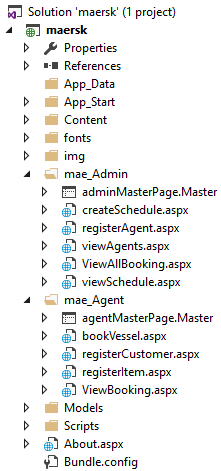 Solution 'maersk' (1 project)
maersk
Properties
References
App_Data
App_Start
Content
fonts
img
mae_Admin
adminMasterPage.Master
createSchedule.aspx
registerAgent.aspx
viewAgents.aspx
ViewAllBooking.aspx
viewSchedule.aspx
mae_Agent
agentMasterPage.Master
bookVessel.aspx
registerCustomer.aspx
registerItem.aspx
ViewBooking.aspx
Models
Scripts
About.aspx
Bundle.config